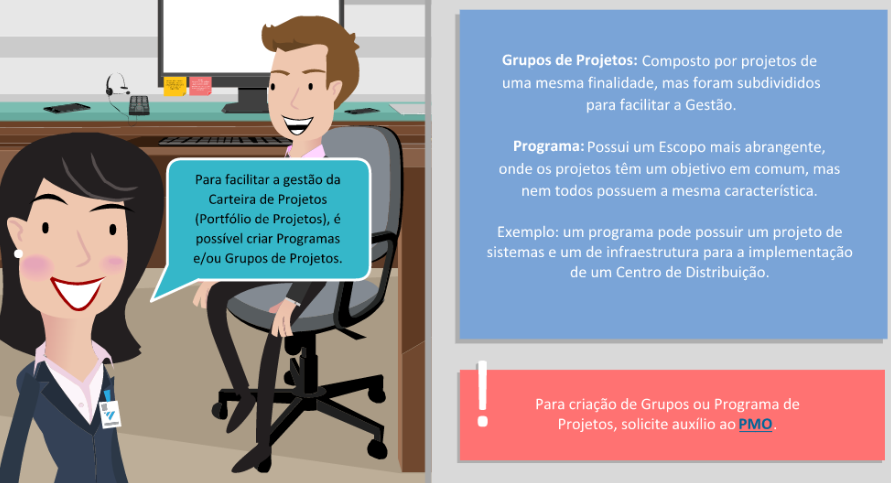 Para facilitar a gestão da
Carteira de Projetos
(Portfólio de Projetos), é
possível criar Programas
e/ou Grupos de Projetos.
Grupos de Projetos: Composto por projetos de
uma mesma finalidade, mas foram subdivididos
para facilitar a Gestão.
Programa: Possui um Escopo mais abrangente,
onde os projetos têm um objetivo em comum, mas
nem todos possuem a mesma característica.
Exemplo: um programa pode possuir um projeto de
sistemas e um de infraestrutura para a implementação
de um Centro de Distribuição.
!
Para criação de Grupos ou Programa de
Projetos, solicite auxílio ao PMO.